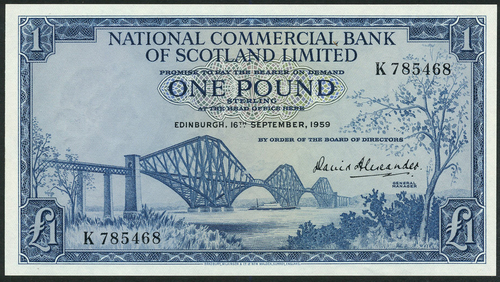 1 1
NATIONAL COMMERCIAL BANK
OF SCOTLAND LIMITED
PROMISE TO PAY THE BEARER ON DEMAND
K 785468
ONE POUND
STERLING
AT THE HEAD OFFICE HERE
EDINBURGH, 16TH SEPTEMBER, 1959
BY ORDER OF THE BOARD OF DIRECTORS
David Alexander.
GENERAL
MANAGER
K 785468
£1 £1